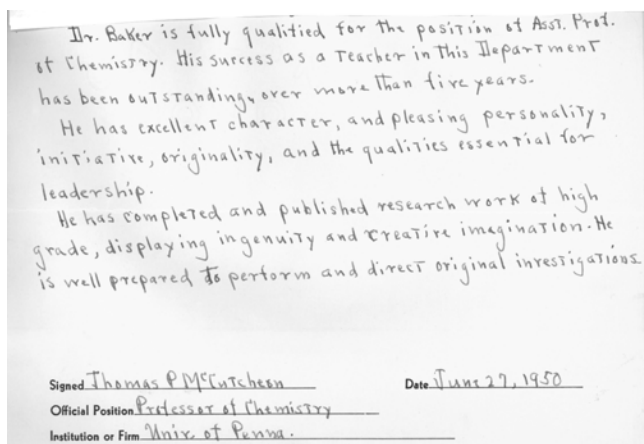 Dr. Baker is fully qualified for the position of Asst. Prof.
of Chemistry. His success as a Teacher in this Department
has been outstanding, over more than five years.
He has excellent character, and pleasing personality,
initiative, originality, and the qualities essential for
leadership.
He has completed and published research work of high
grade, displaying ingenuity and creative imagination. He
is well prepared to perform and direct original investigations.
Signed Thomas P McCutcheon Date June 27, 1950
Official Position Professor of Chemistry
Institution or Firm Univ. of Penna.